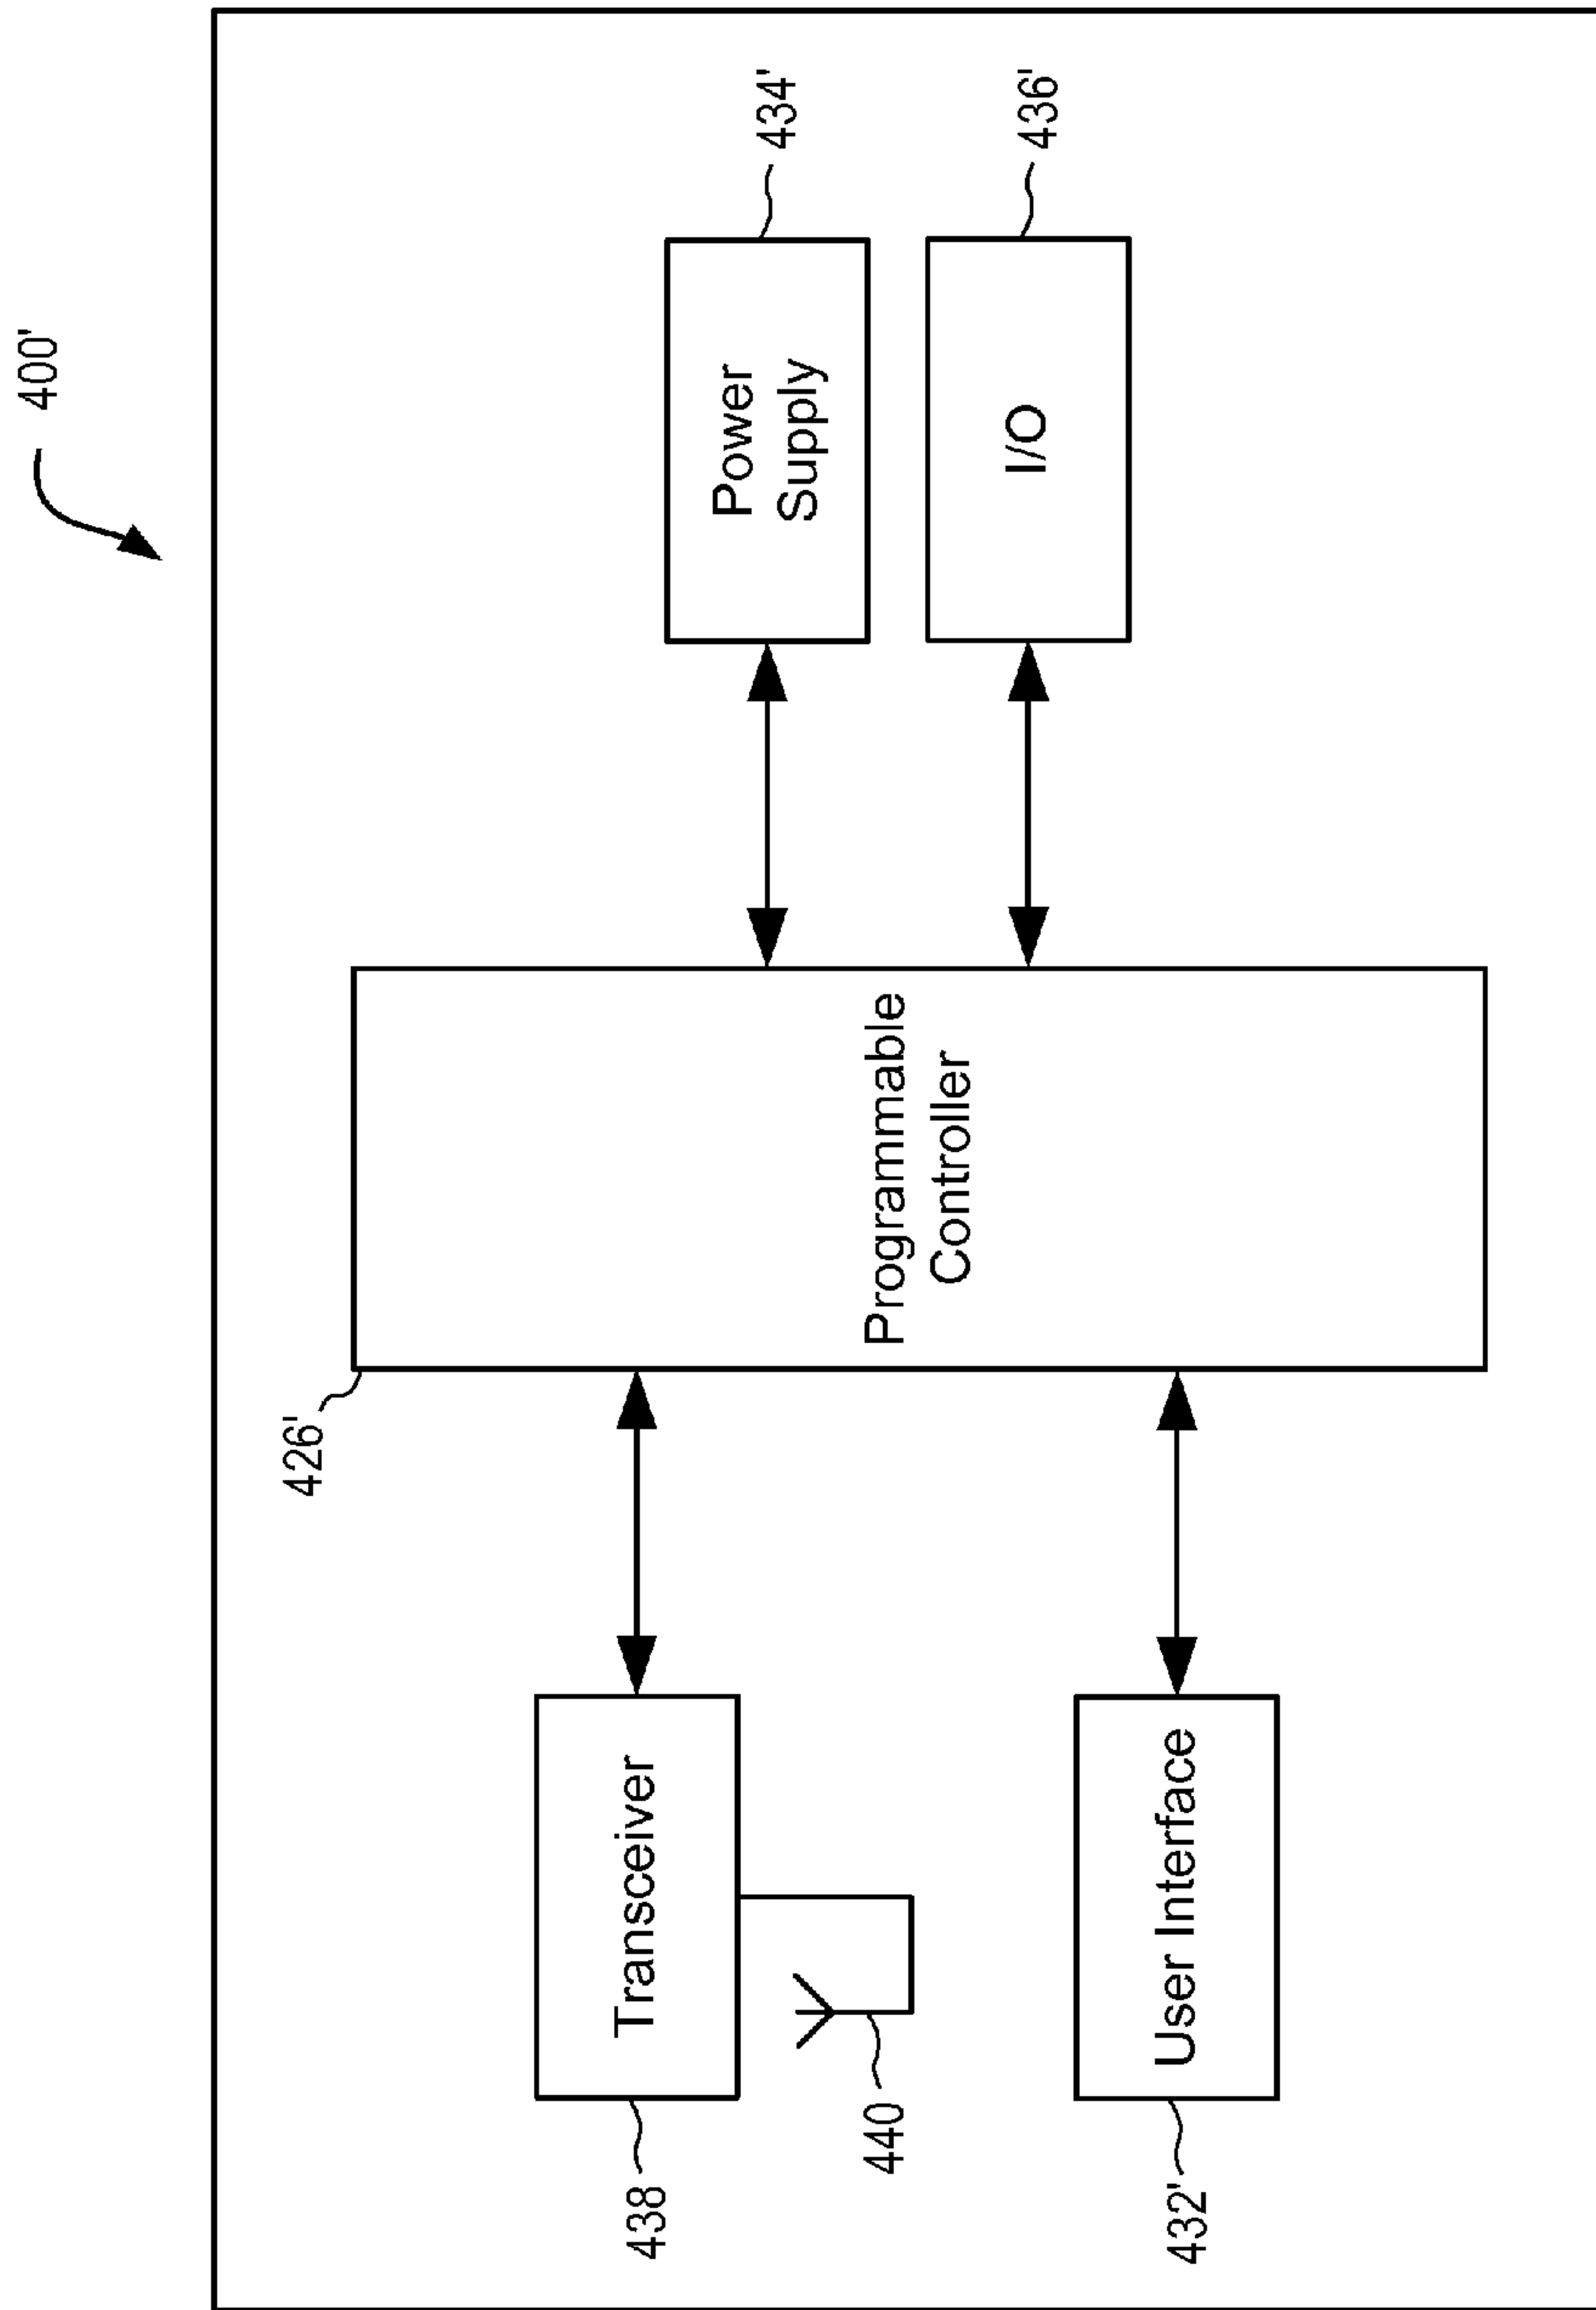 400'
426'
434'
Power
Supply
438
Transceiver
Programmable
Controller
436'
I/O
440
432'
User Interface